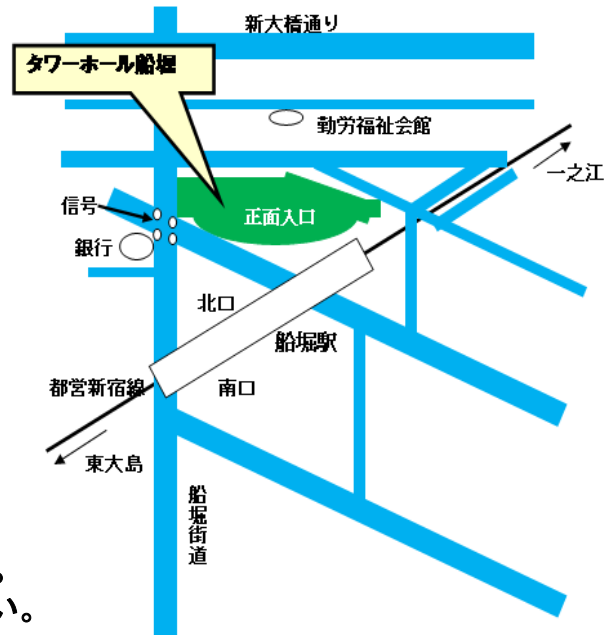 新大橋通り
タワーホール船堀
勤労福祉会館
一之江
信号
正面入口
銀行
北口
船堀駅
都営新宿線
南口
東大島
船堀街道
。
い。